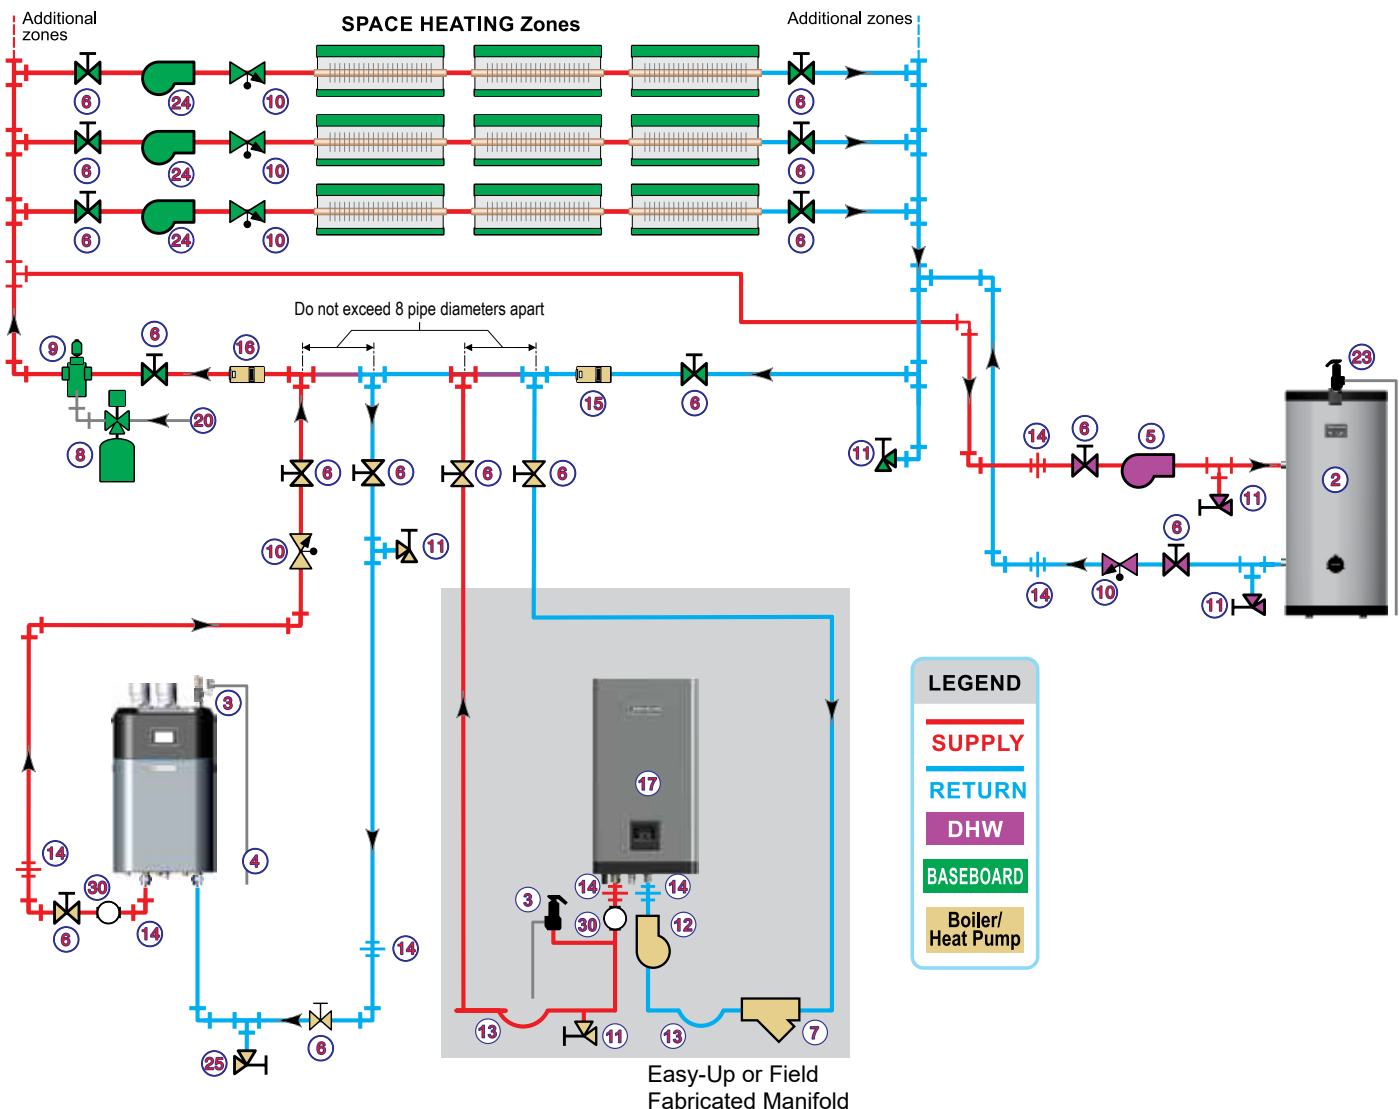 Additional
zones
SPACE HEATING Zones
Additional zones
6 24 10 6
6 24 10 6
6 24 10 6
Do not exceed 8 pipe diameters apart
9 6 16 15 6
20
8
6 6 6 6
11
14 6 5
11
2
23
10 11
6
14 10 11
3
17
LEGEND
SUPPLY
RETURN
DHW
BASEBOARD
Boiler/
Heat Pump
14 4
30
6 14
14 14
3 30 12
14
13 11 13 7
25 6
Easy-Up or Field
Fabricated Manifold